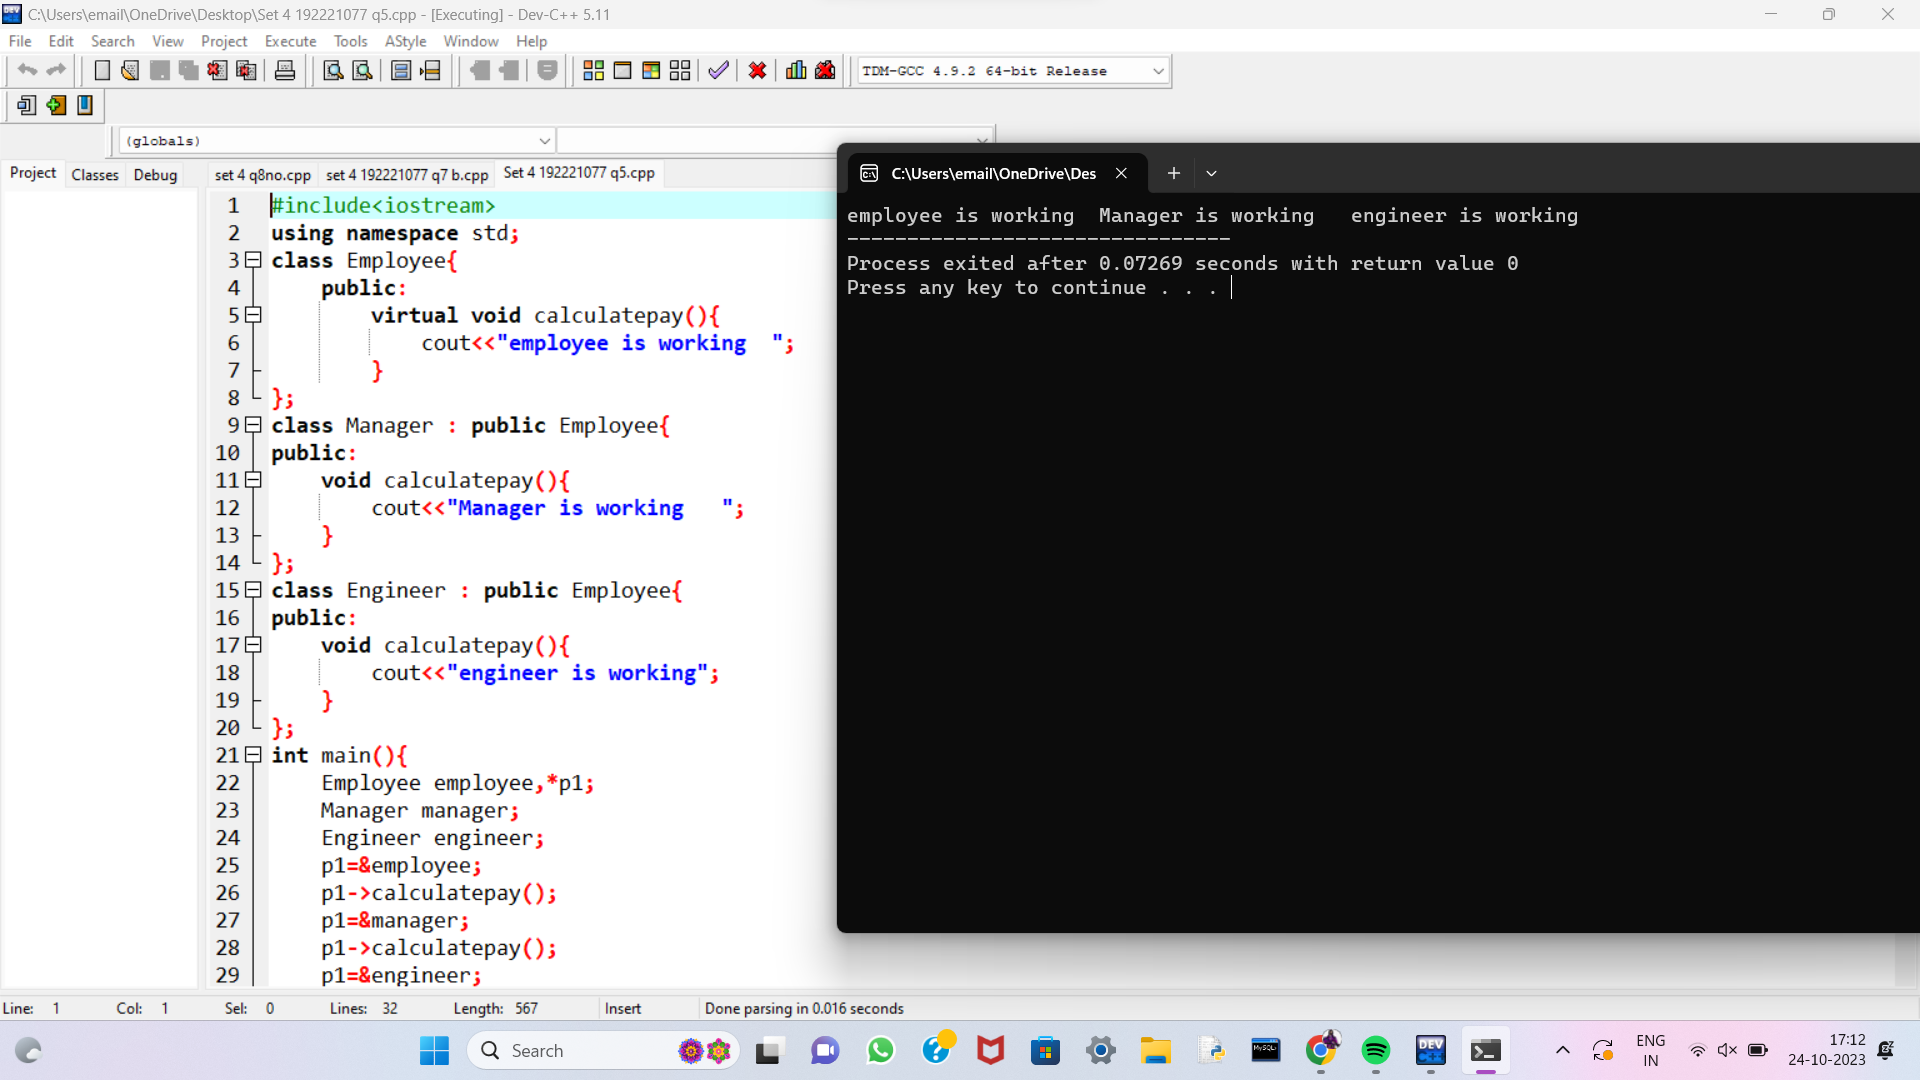 C:\Users\email\OneDrive\Desktop\Set 4 192221077 q5.cpp - [Executing] - Dev-C++ 5.11
File Edit Search View Project Execute Tools AStyle Window Help
TDM-GCC 4.9.2 64-bit Release
(globals)
Project Classes Debug
set 4 q8no.cpp set 4 192221077 q7 b.cpp Set 4 192221077 q5.cpp
1 #include<iostream>
2 using namespace std;
3 class Employee{
4 public:
5 virtual void calculatepay(){
6 cout<<"employee is working  ";
7 }
8 };
9 class Manager : public Employee{
10 public:
11 void calculatepay(){
12 cout<<"Manager is working   ";
13 }
14 };
15 class Engineer : public Employee{
16 public:
17 void calculatepay(){
18 cout<<"engineer is working";
19 }
20 };
21 int main(){
22 Employee employee,*p1;
23 Manager manager;
24 Engineer engineer;
25 p1=&employee;
26 p1->calculatepay();
27 p1=&manager;
28 p1->calculatepay();
29 p1=&engineer;
C:\Users\email\OneDrive\Des
employee is working  Manager is working   engineer is working
--------------------------------
Process exited after 0.07269 seconds with return value 0
Press any key to continue . . .
Line: 1 Col: 1 Sel: 0 Lines: 32 Length: 567 Insert Done parsing in 0.016 seconds
Search
MySQL
DEV C++
ENG
IN
17:12
24-10-2023